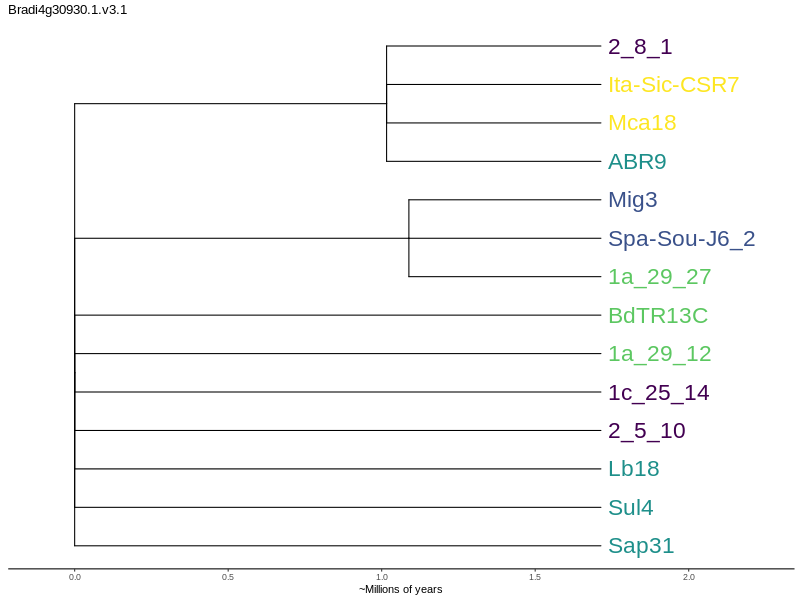 Bradi4g30930.1.v3.1
2_8_1
Ita-Sic-CSR7
Mca18
ABR9
Mig3
Spa-Sou-J6_2
1a_29_27
BdTR13C
1a_29_12
1c_25_14
2_5_10
Lb18
Sul4
Sap31
0.0 0.5 1.0 1.5 2.0
~Millions of years